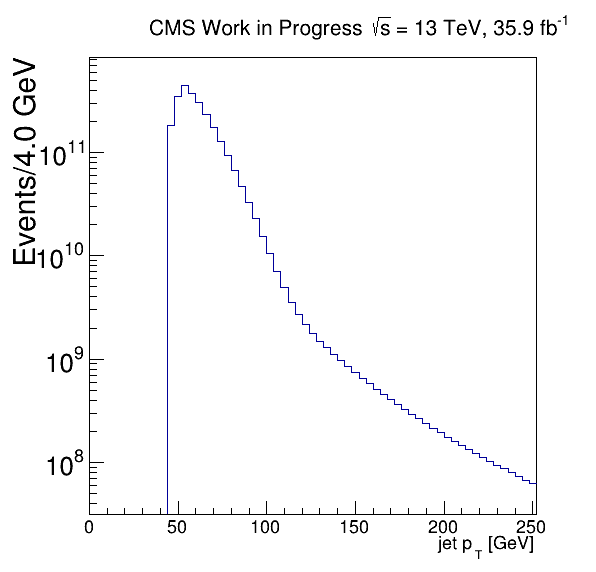 CMS Work in Progress √s = 13 TeV, 35.9 fb⁻¹
Events/4.0 GeV
10¹¹
10¹⁰
10⁹
10⁸
0 50 100 150 200 250
jet p_T [GeV]